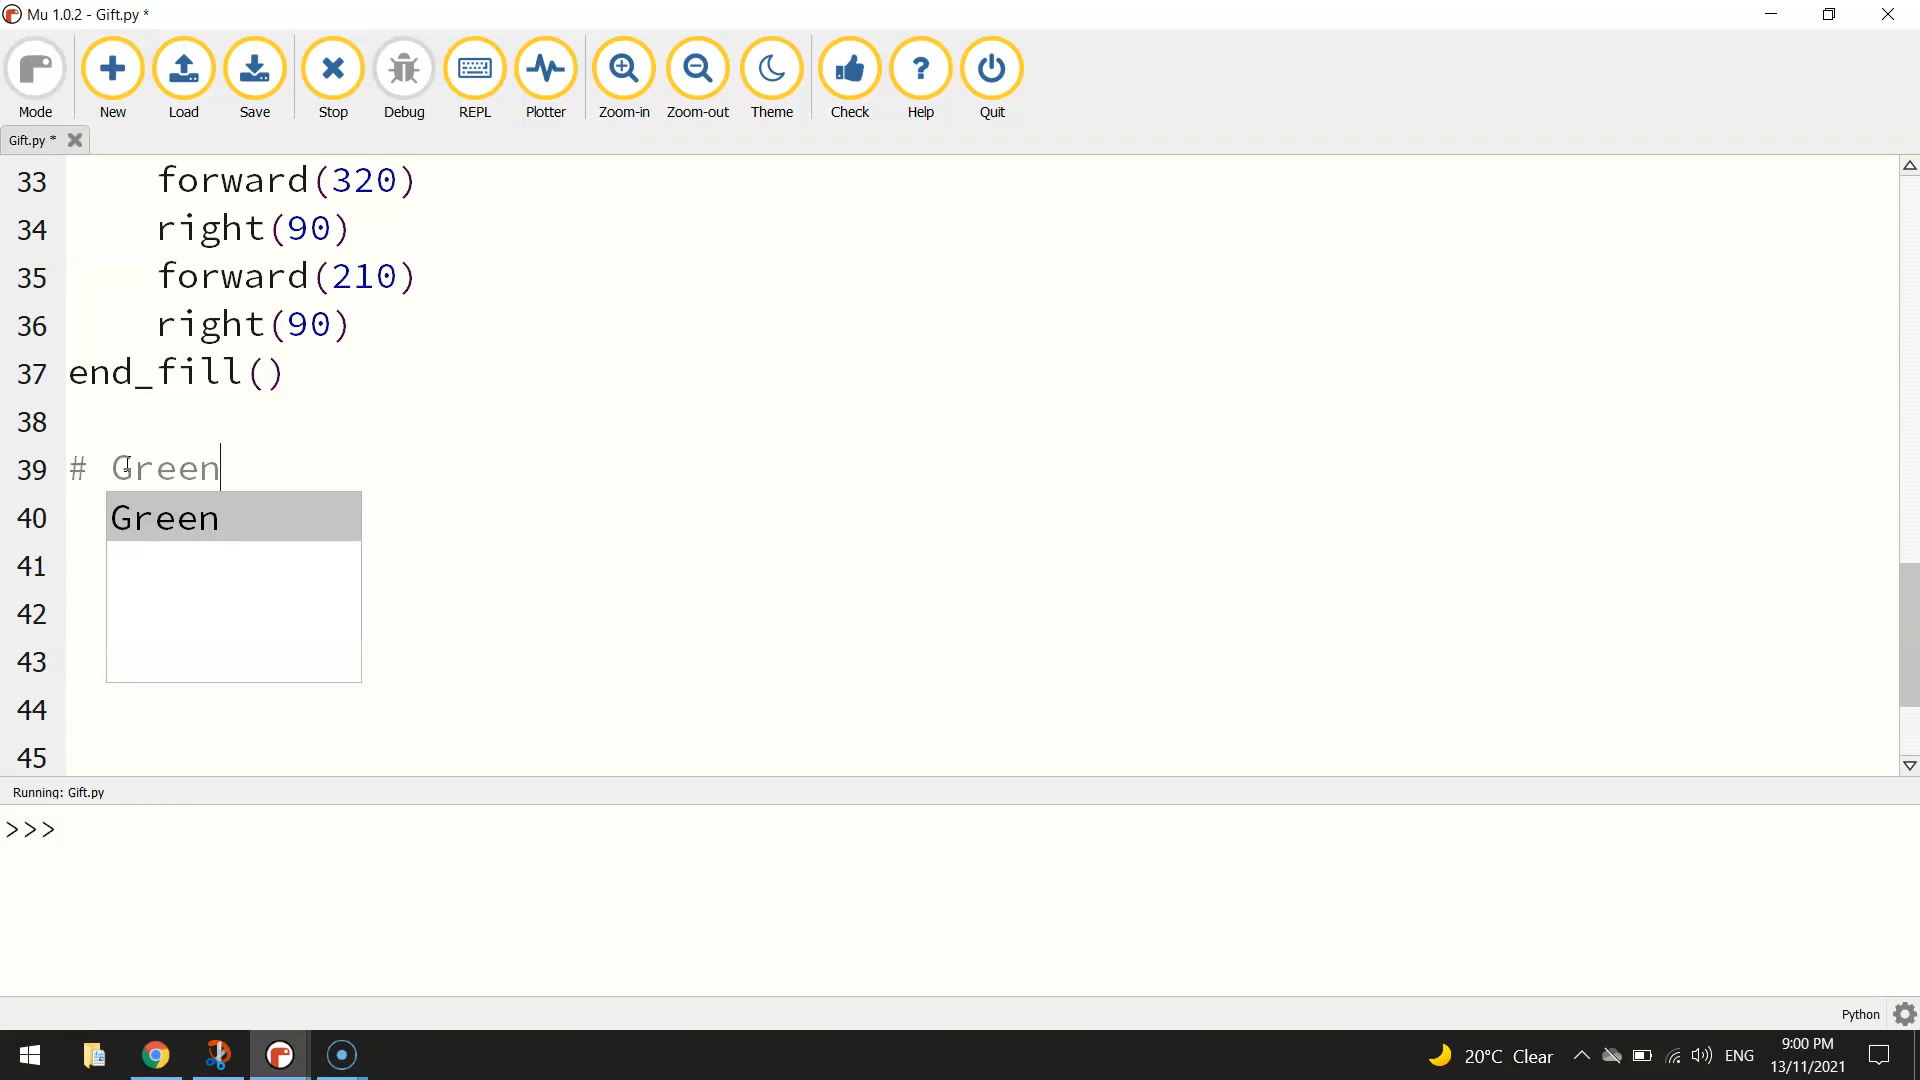 Mu 1.0.2 - Gift.py *
Mode New Load Save Stop Debug REPL Plotter Zoom-in Zoom-out Theme Check Help Quit
Gift.py *
33 forward(320)
34 right(90)
35 forward(210)
36 right(90)
37 end_fill()
38
39 # Green
40 Green
41
42
43
44
45
Running: Gift.py
>>>
Python
20°C Clear ENG 9:00 PM
13/11/2021